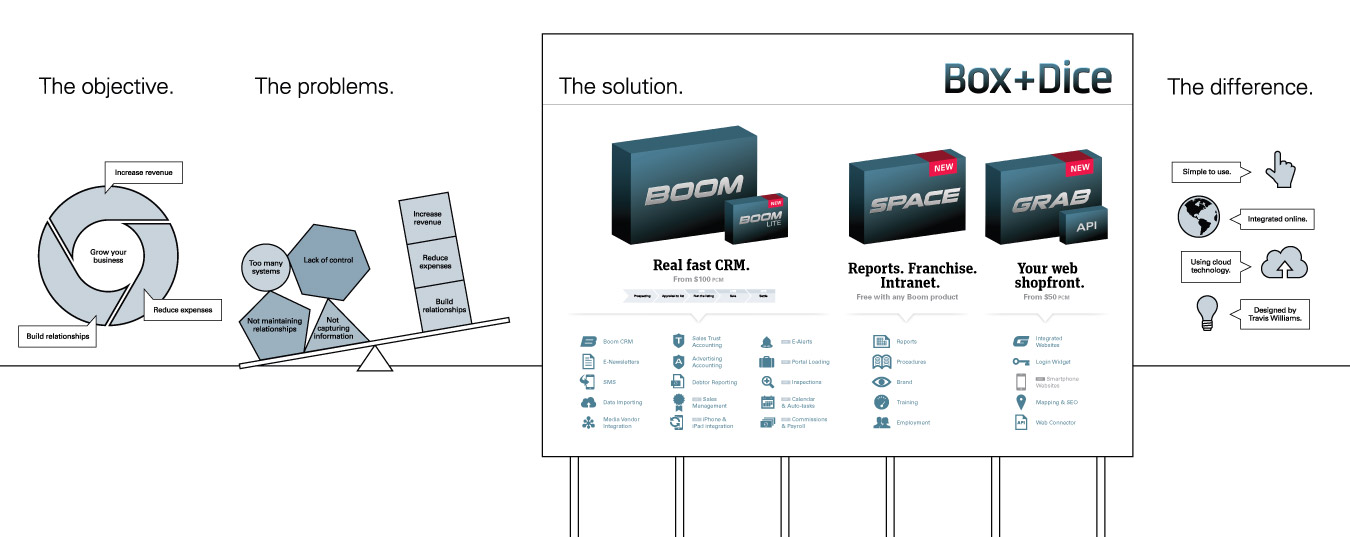 The objective.
Increase revenue
Grow your
business
Reduce expenses
Build relationships
The problems.
Too many
systems
Lack of control
Not maintaining
relationships
Not
capturing
information
Increase
revenue
Reduce
expenses
Build
relationships
The solution.
Box+Dice
BOOM
NEW
BOOM
LITE
Real fast CRM.
From $100 PCM
Prospecting
Appraise to list
Run the listing
Sale
Settle
Boom CRM
E-Newsletters
SMS
Data Importing
Media Vendor
Integration
Sales Trust
Accounting
Advertising
Accounting
Debtor Reporting
Sales
Management
iPhone &
iPad integration
E-Alerts
Portal Loading
Inspections
Calendar
& Auto-tasks
Commissions
& Payroll
NEW
SPACE
Reports. Franchise.
Intranet.
Free with any Boom product
Reports
Procedures
Brand
Training
Employment
NEW
GRAB
API
Your web
shopfront.
From $50 PCM
Integrated
Websites
Login Widget
Smartphone
Websites
Mapping & SEO
API
Web Connector
The difference.
Simple to use.
Integrated online.
Using cloud
technology.
Designed by
Travis Williams.